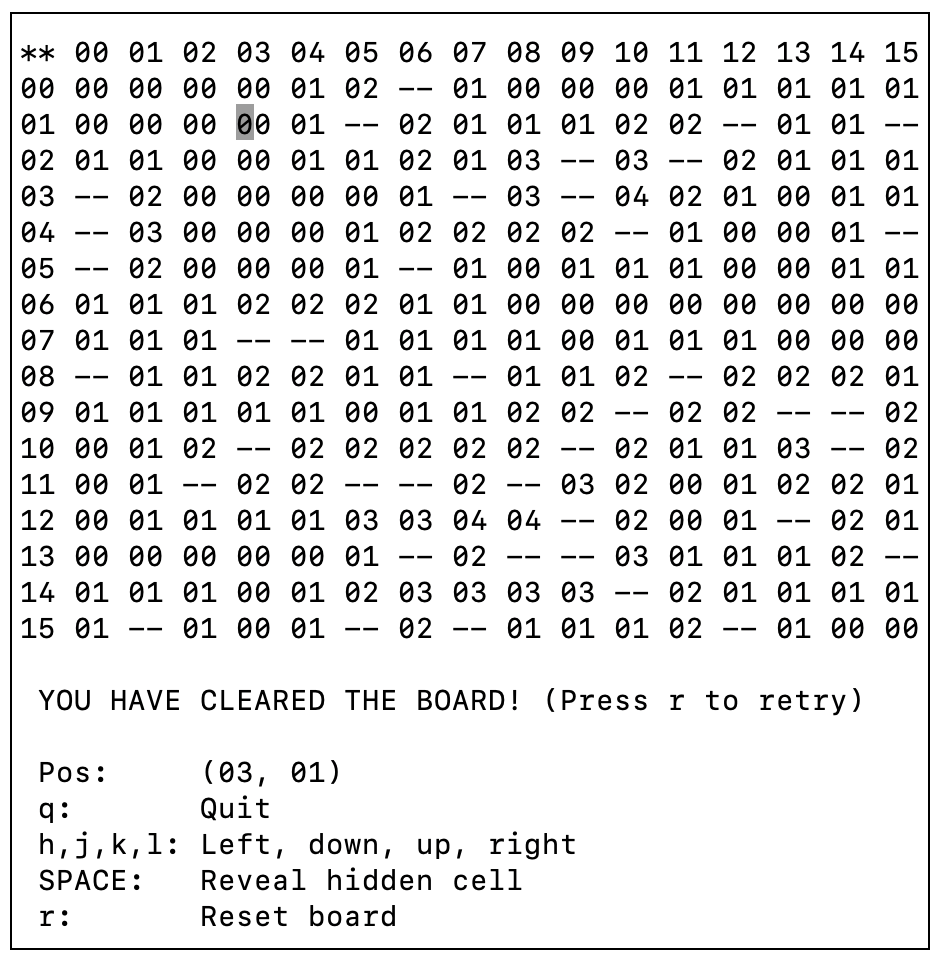 ** 00 01 02 03 04 05 06 07 08 09 10 11 12 13 14 15
00 00 00 00 00 01 02 -- 01 00 00 00 01 01 01 01 01
01 00 00 00 00 01 -- 02 01 01 01 02 02 -- 01 01 --
02 01 01 00 00 01 01 02 01 03 -- 03 -- 02 01 01 01
03 -- 02 00 00 00 00 01 -- 03 -- 04 02 01 00 01 01
04 -- 03 00 00 00 01 02 02 02 02 -- 01 00 00 01 --
05 -- 02 00 00 00 01 -- 01 00 01 01 01 00 00 01 01
06 01 01 01 02 02 02 01 01 00 00 00 00 00 00 00 00
07 01 01 01 -- -- 01 01 01 01 00 01 01 01 00 00 00
08 -- 01 01 02 02 01 01 -- 01 01 02 -- 02 02 02 01
09 01 01 01 01 01 00 01 01 02 02 -- 02 02 -- -- 02
10 00 01 02 -- 02 02 02 02 02 -- 02 01 01 03 -- 02
11 00 01 -- 02 02 -- -- 02 -- 03 02 00 01 02 02 01
12 00 01 01 01 01 03 03 04 04 -- 02 00 01 -- 02 01
13 00 00 00 00 00 01 -- 02 -- -- 03 01 01 01 02 --
14 01 01 01 00 01 02 03 03 03 03 -- 02 01 01 01 01
15 01 -- 01 00 01 -- 02 -- 01 01 01 02 -- 01 00 00
YOU HAVE CLEARED THE BOARD! (Press r to retry)
Pos: (03, 01)
q: Quit
h,j,k,l: Left, down, up, right
SPACE: Reveal hidden cell
r: Reset board